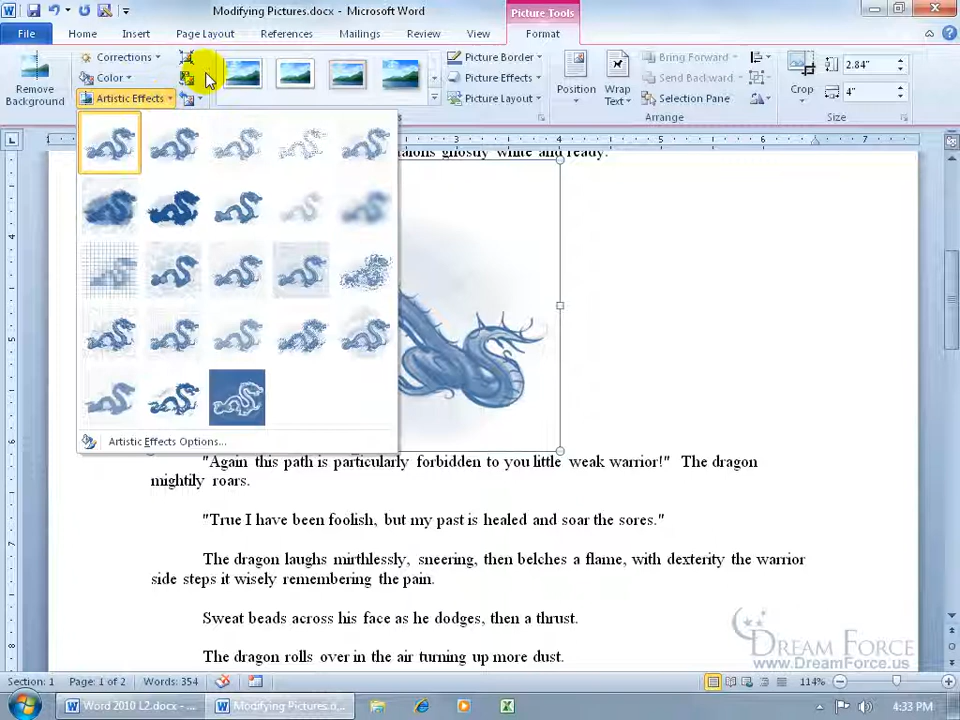 Modifying Pictures.docx - Microsoft Word
Picture Tools
File
Home
Insert
Page Layout
References
Mailings
Review
View
Format
Remove Background
Corrections
Color
Artistic Effects
Picture Border
Picture Effects
Picture Layout
Position
Wrap Text
Bring Forward
Send Backward
Selection Pane
Arrange
Crop
2.84"
4"
Size
Artistic Effects Options...
talons ghostly white and ready.
"Again this path is particularly forbidden to you little weak warrior!" The dragon
mightily roars.
"True I have been foolish, but my past is healed and soar the sores."
The dragon laughs mirthlessly, sneering, then belches a flame, with dexterity the warrior
side steps it wisely remembering the pain.
Sweat beads across his face as he dodges, then a thrust.
The dragon rolls over in the air turning up more dust.
DREAM FORCE
www.DreamForce.us
Section: 1
Page: 1 of 2
Words: 354
114%
Word 2010 L2.docx - ...
Modifying Pictures.d...
4:33 PM